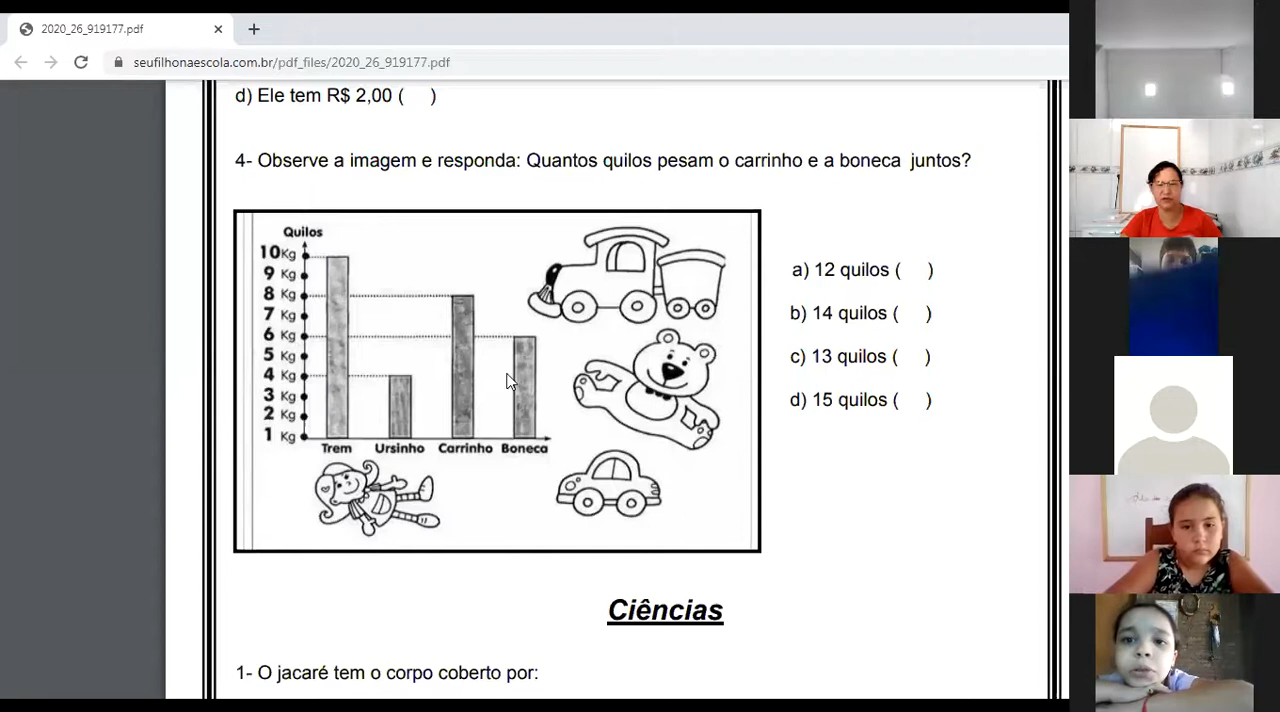 2020_26_919177.pdf
seufilhonaescola.com.br/pdf_files/2020_26_919177.pdf
d) Ele tem R$ 2,00 (    )
4- Observe a imagem e responda: Quantos quilos pesam o carrinho e a boneca juntos?
Quilos
10 Kg
9 Kg
8 Kg
7 Kg
6 Kg
5 Kg
4 Kg
3 Kg
2 Kg
1 Kg
Trem Ursinho Carrinho Boneca
a) 12 quilos (    )
b) 14 quilos (    )
c) 13 quilos (    )
d) 15 quilos (    )
Ciências
1- O jacaré tem o corpo coberto por: